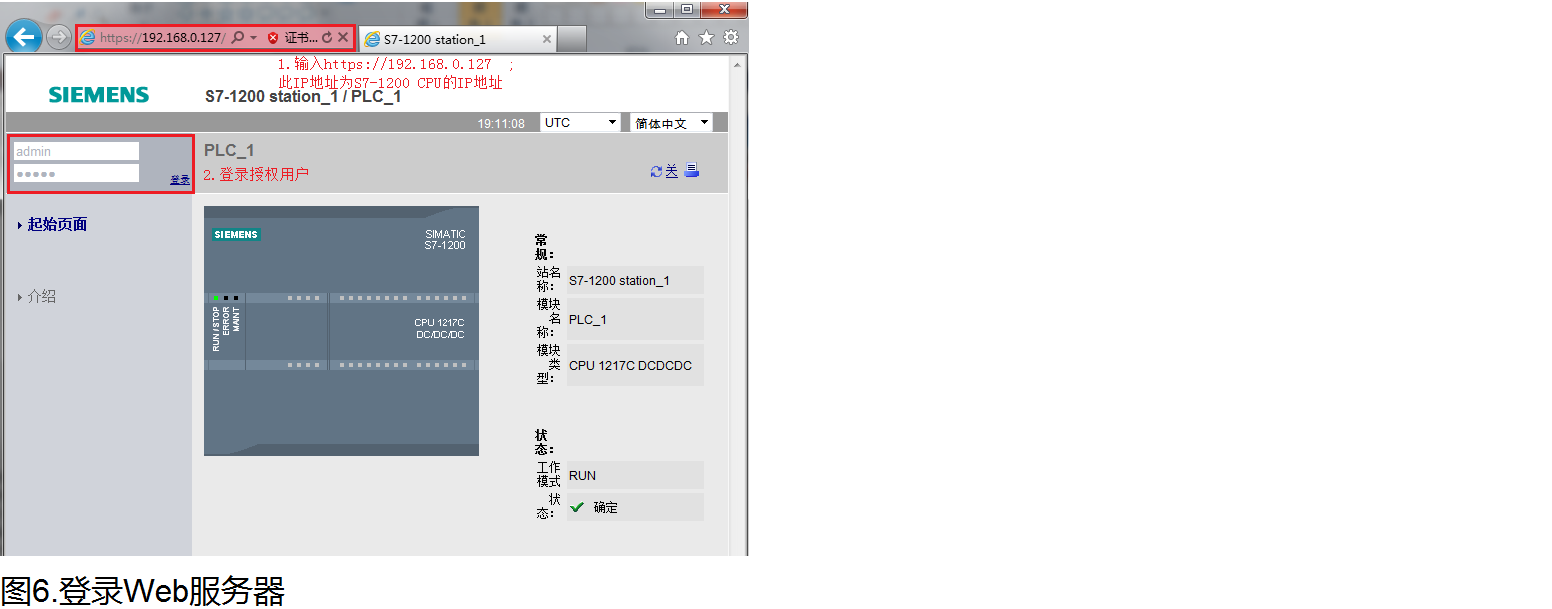 https://192.168.0.127/
证书...
S7-1200 station_1
1.输入https://192.168.0.127 ;
此IP地址为S7-1200 CPU的IP地址
SIEMENS
S7-1200 station_1 / PLC_1
19:11:08
UTC
简体中文
admin
●●●●●
登录
PLC_1
2.登录授权用户
关
起始页面
介绍
SIEMENS
SIMATIC
S7-1200
RUN / STOP
ERROR
MAINT
CPU 1217C
DC/DC/DC
常
规：
站名
称：
S7-1200 station_1
模块
名
称：
PLC_1
模块
类
型：
CPU 1217C DCDCDC
状
态：
工作
模式
RUN
状
态：
确定
图6.登录Web服务器